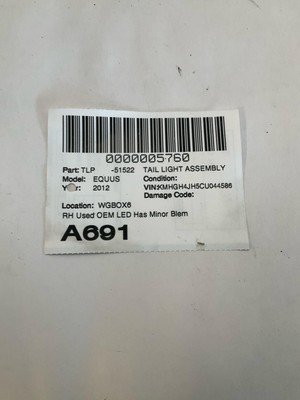 0000005760
Part: TLP -51522 TAIL LIGHT ASSEMBLY
Model: EQUUS Condition:
Year: 2012 VIN:KMHGH4JH5CU044586
Damage Code:
Location: WGBOX6
RH Used OEM LED Has Minor Blem
A691